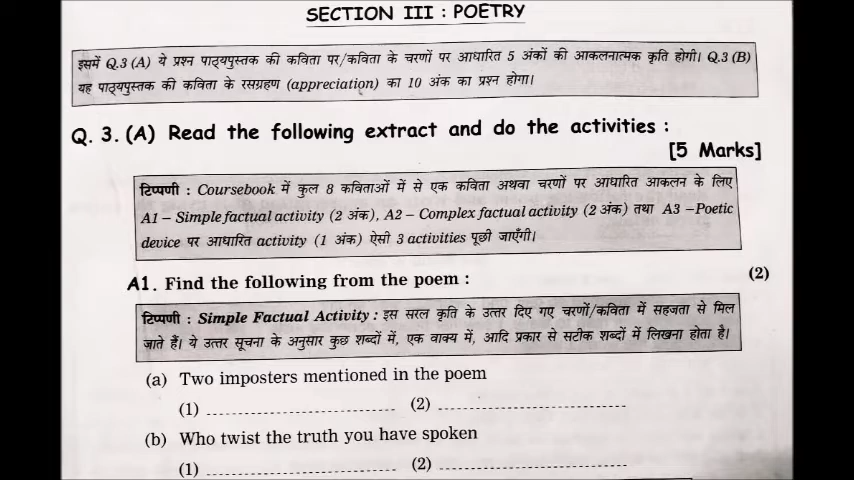 SECTION III : POETRY
इसमें Q.3 (A) ये प्रश्न पाठ्यपुस्तक की कविता पर/कविता के चरणों पर आधारित 5 अंकों की आकलनात्मक कृति होगी। Q.3 (B)
यह पाठ्यपुस्तक की कविता के रसग्रहण (appreciation) का 10 अंक का प्रश्न होगा।
Q. 3. (A) Read the following extract and do the activities :
[5 Marks]
टिप्पणी : Coursebook में कुल 8 कविताओं में से एक कविता अथवा चरणों पर आधारित आकलन के लिए
A1 – Simple factual activity (2 अंक), A2 – Complex factual activity (2 अंक) तथा A3 –Poetic
device पर आधारित activity (1 अंक) ऐसी 3 activities पूछी जाएँगी।
A1. Find the following from the poem : (2)
टिप्पणी : Simple Factual Activity : इस सरल कृति के उत्तर दिए गए चरणों/कविता में सहजता से मिल
जाते हैं। ये उत्तर सूचना के अनुसार कुछ शब्दों में, एक वाक्य में, आदि प्रकार से सटीक शब्दों में लिखना होता है।
(a) Two imposters mentioned in the poem
(1) ........................ (2) ........................
(b) Who twist the truth you have spoken
(1) ........................ (2) ........................